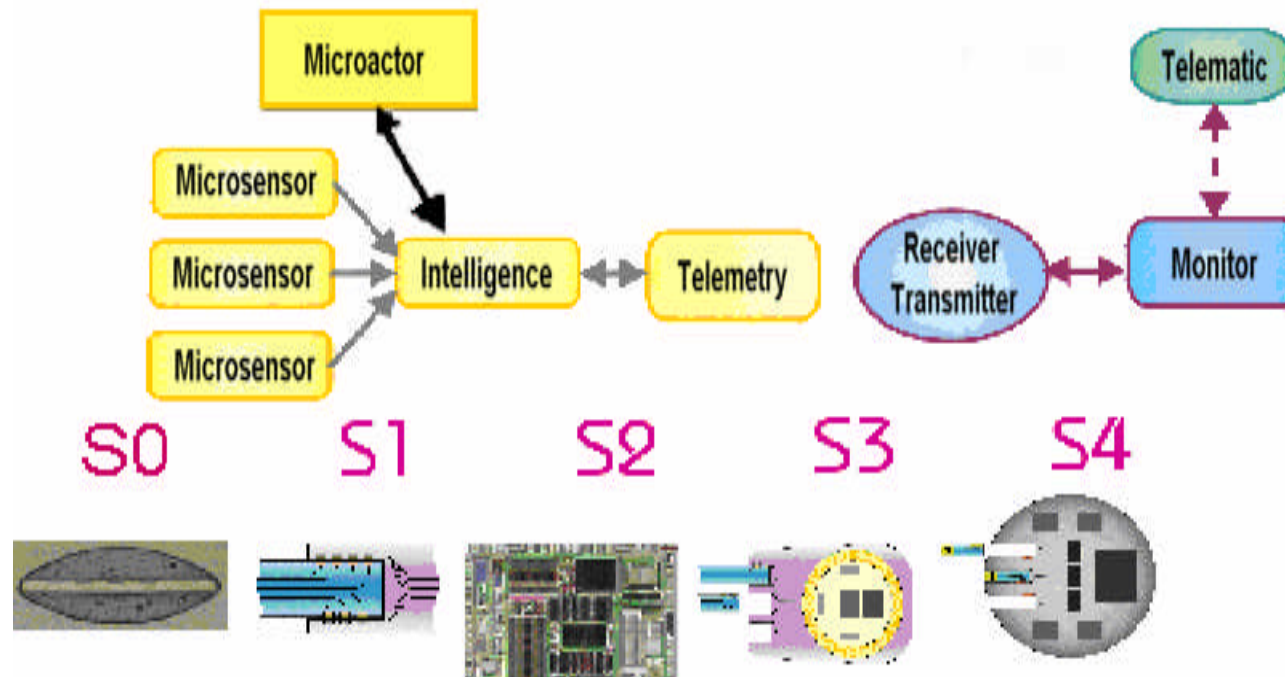 Microactor
Telematic
Microsensor
Microsensor
Microsensor
Intelligence
Telemetry
Receiver
Transmitter
Monitor
S0
S1
S2
S3
S4